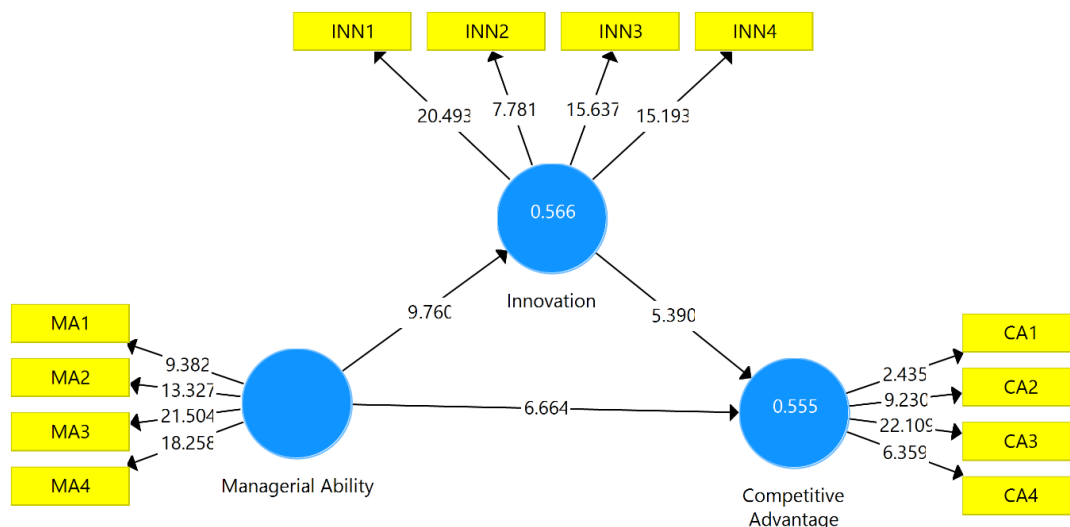 INN1
INN2
INN3
INN4
20.493
7.781
15.637
15.193
0.566
Innovation
9.760
5.390
MA1
MA2
MA3
MA4
9.382
13.327
21.504
18.258
Managerial Ability
6.664
0.555
Competitive
Advantage
2.435
9.230
22.109
6.359
CA1
CA2
CA3
CA4